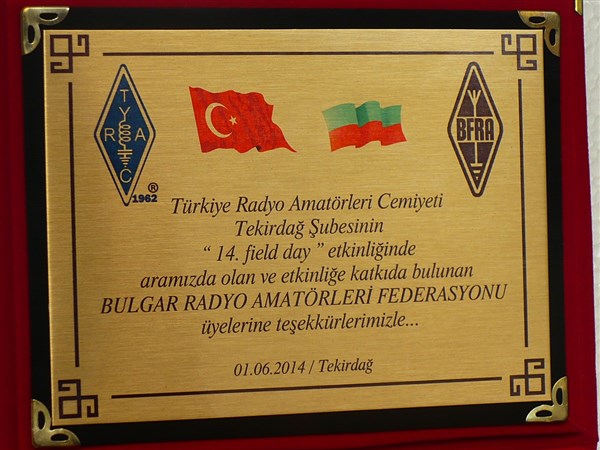 T
R A
C
®
1962
BFRA
Türkiye Radyo Amatörleri Cemiyeti
Tekirdağ Şubesinin
“ 14. field day ” etkinliğinde
aramızda olan ve etkinliğe katkıda bulunan
BULGAR RADYO AMATÖRLERİ FEDERASYONU
üyelerine teşekkürlerimizle...
01.06.2014 / Tekirdağ